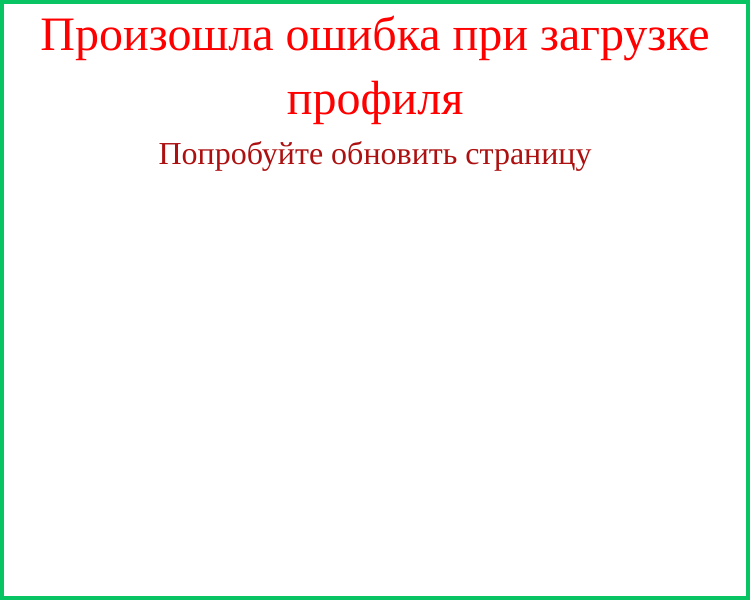 Произошла ошибка при загрузке
профиля
Попробуйте обновить страницу